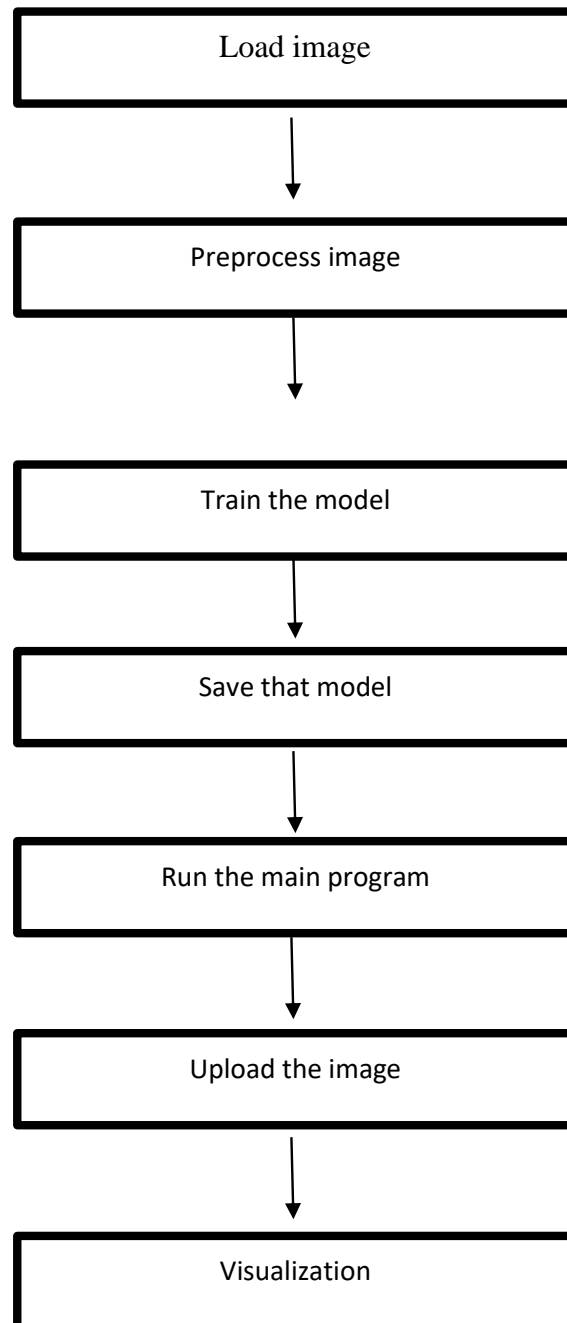 Load image
Preprocess image
Train the model
Save that model
Run the main program
Upload the image
Visualization